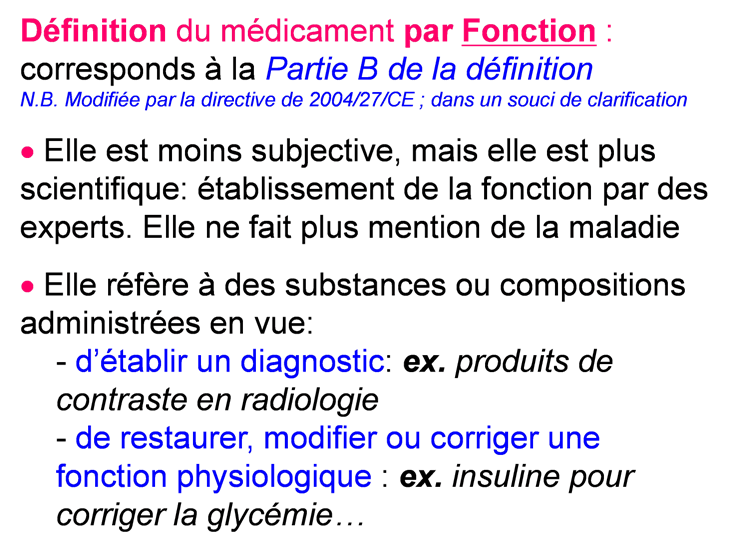 Définition du médicament par Fonction :
corresponds à la Partie B de la définition
N.B. Modifiée par la directive de 2004/27/CE ; dans un souci de clarification
• Elle est moins subjective, mais elle est plus
scientifique: établissement de la fonction par des
experts. Elle ne fait plus mention de la maladie
• Elle réfère à des substances ou compositions
administrées en vue:
- d’établir un diagnostic: ex. produits de
contraste en radiologie
- de restaurer, modifier ou corriger une
fonction physiologique : ex. insuline pour
corriger la glycémie…